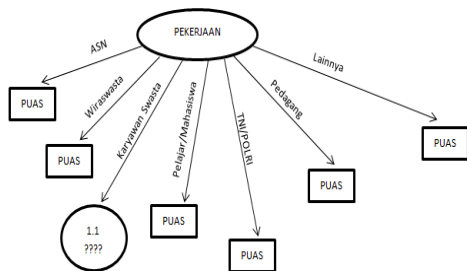 PEKERJAAN
ASN
Wiraswasta
Karyawan Swasta
Pelajar/Mahasiswa
TNI/POLRI
Pedagang
Lainnya
PUAS
PUAS
1.1
????
PUAS
PUAS
PUAS
PUAS